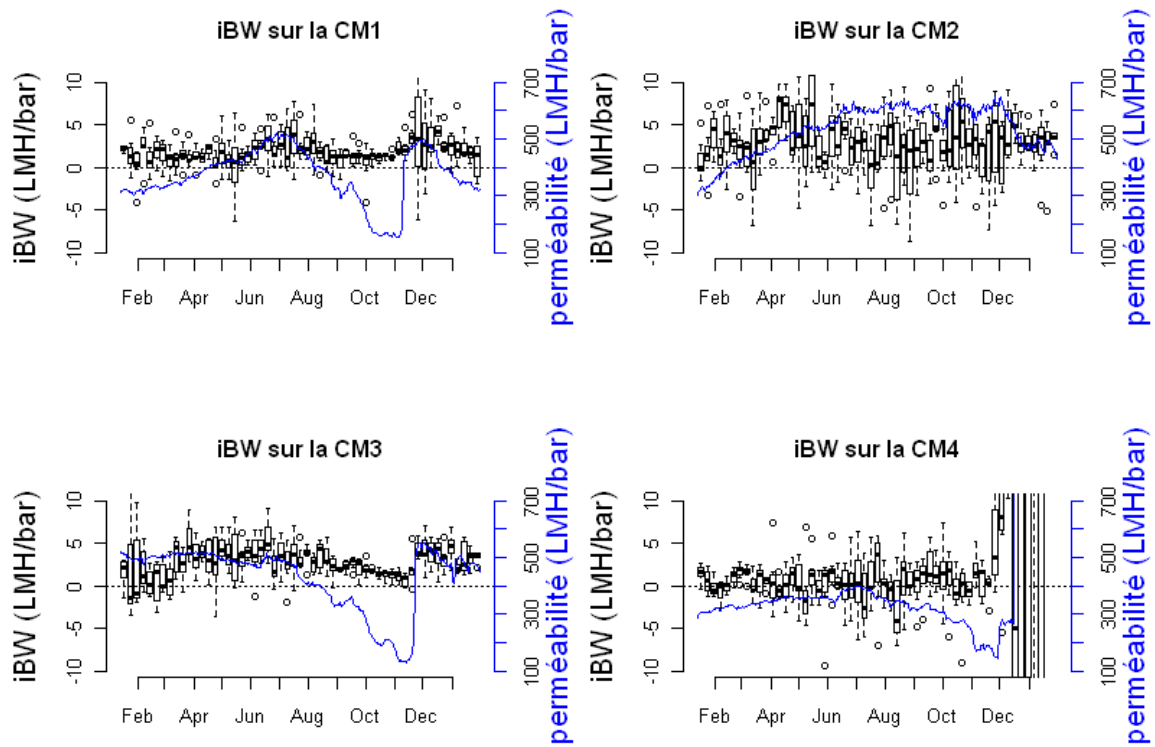 iBW sur la CM1
iBW (LMH/bar)
10
5
0
-5
-10
Feb Apr Jun Aug Oct Dec
700
500
300
100
perméabilité (LMH/bar)
iBW sur la CM2
iBW (LMH/bar)
10
5
0
-5
-10
Feb Apr Jun Aug Oct Dec
700
500
300
100
perméabilité (LMH/bar)
iBW sur la CM3
iBW (LMH/bar)
10
5
0
-5
-10
Feb Apr Jun Aug Oct Dec
700
500
300
100
perméabilité (LMH/bar)
iBW sur la CM4
iBW (LMH/bar)
10
5
0
-5
-10
Feb Apr Jun Aug Oct Dec
700
500
300
100
perméabilité (LMH/bar)